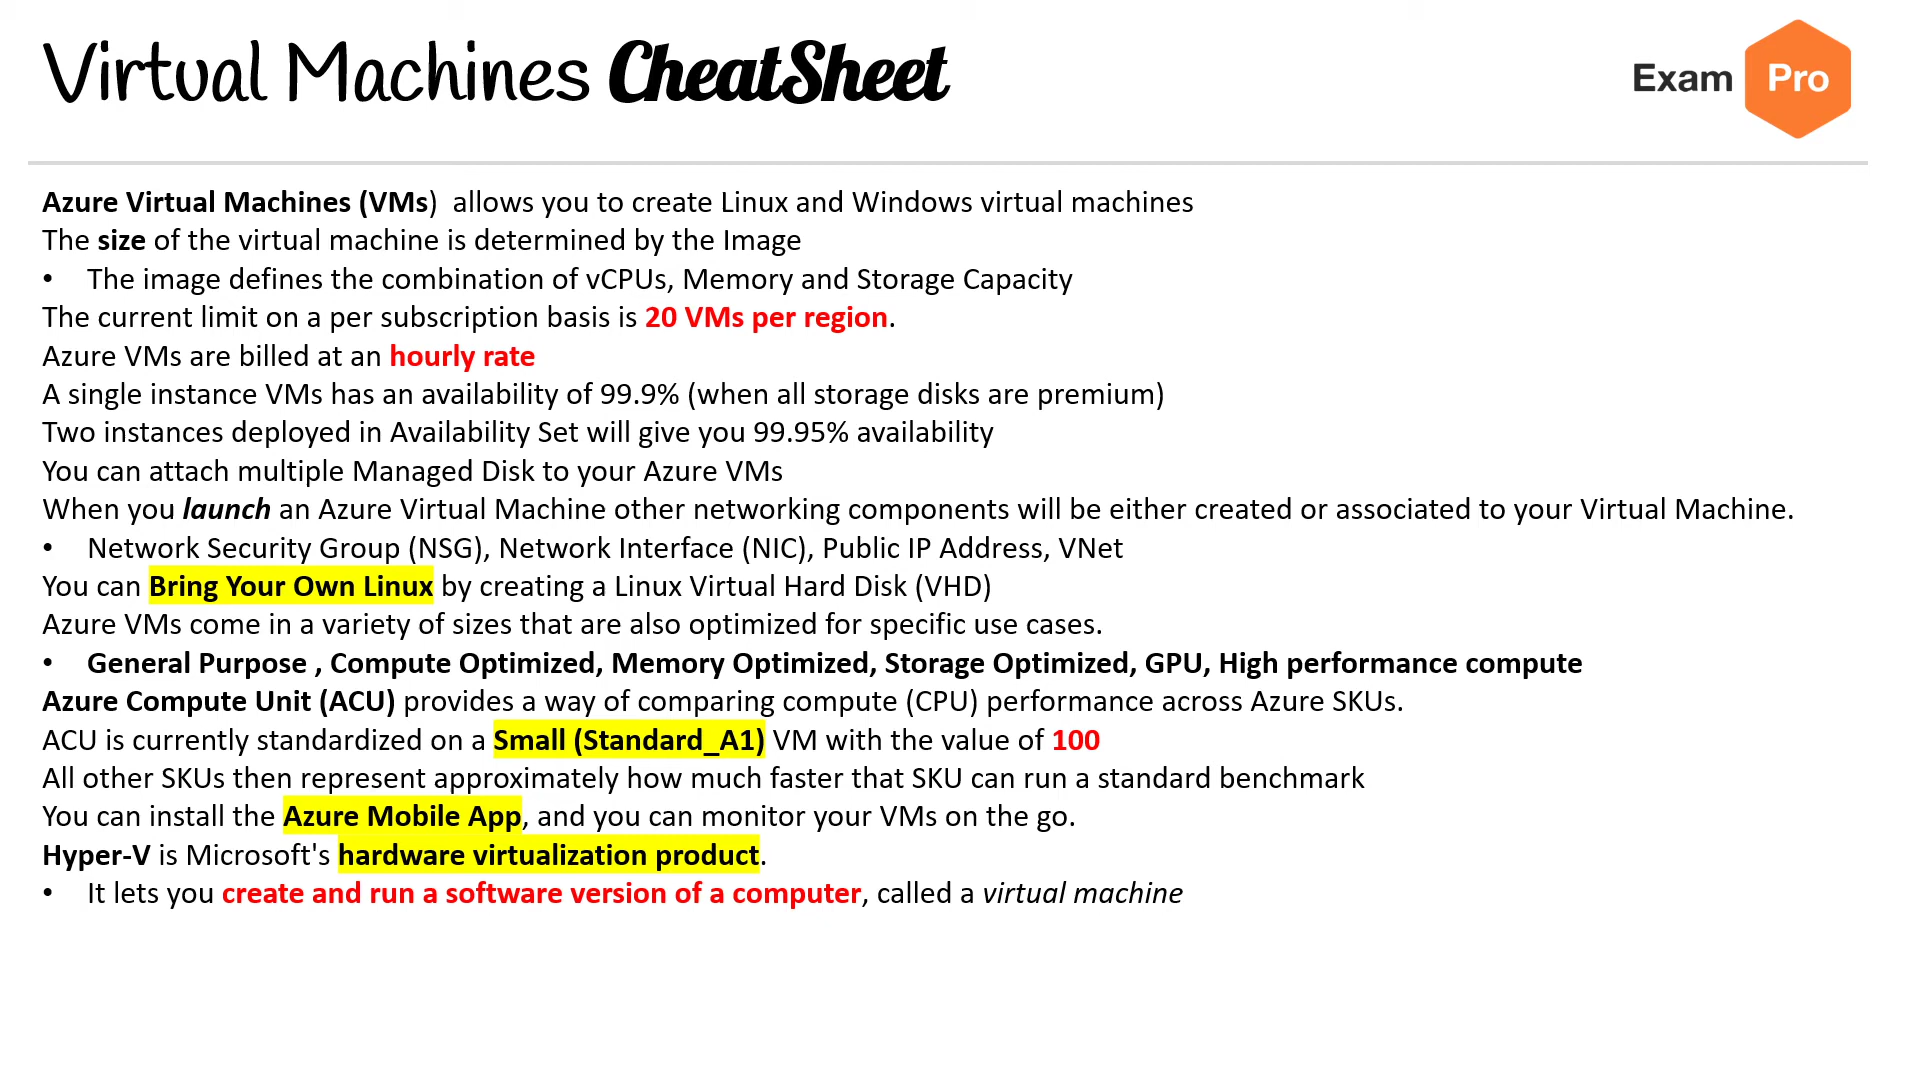 Virtual Machines CheatSheet
Exam Pro
Azure Virtual Machines (VMs)  allows you to create Linux and Windows virtual machines
The size of the virtual machine is determined by the Image
• The image defines the combination of vCPUs, Memory and Storage Capacity
The current limit on a per subscription basis is 20 VMs per region.
Azure VMs are billed at an hourly rate
A single instance VMs has an availability of 99.9% (when all storage disks are premium)
Two instances deployed in Availability Set will give you 99.95% availability
You can attach multiple Managed Disk to your Azure VMs
When you launch an Azure Virtual Machine other networking components will be either created or associated to your Virtual Machine.
• Network Security Group (NSG), Network Interface (NIC), Public IP Address, VNet
You can Bring Your Own Linux by creating a Linux Virtual Hard Disk (VHD)
Azure VMs come in a variety of sizes that are also optimized for specific use cases.
• General Purpose , Compute Optimized, Memory Optimized, Storage Optimized, GPU, High performance compute
Azure Compute Unit (ACU) provides a way of comparing compute (CPU) performance across Azure SKUs.
ACU is currently standardized on a Small (Standard_A1) VM with the value of 100
All other SKUs then represent approximately how much faster that SKU can run a standard benchmark
You can install the Azure Mobile App, and you can monitor your VMs on the go.
Hyper-V is Microsoft's hardware virtualization product.
• It lets you create and run a software version of a computer, called a virtual machine